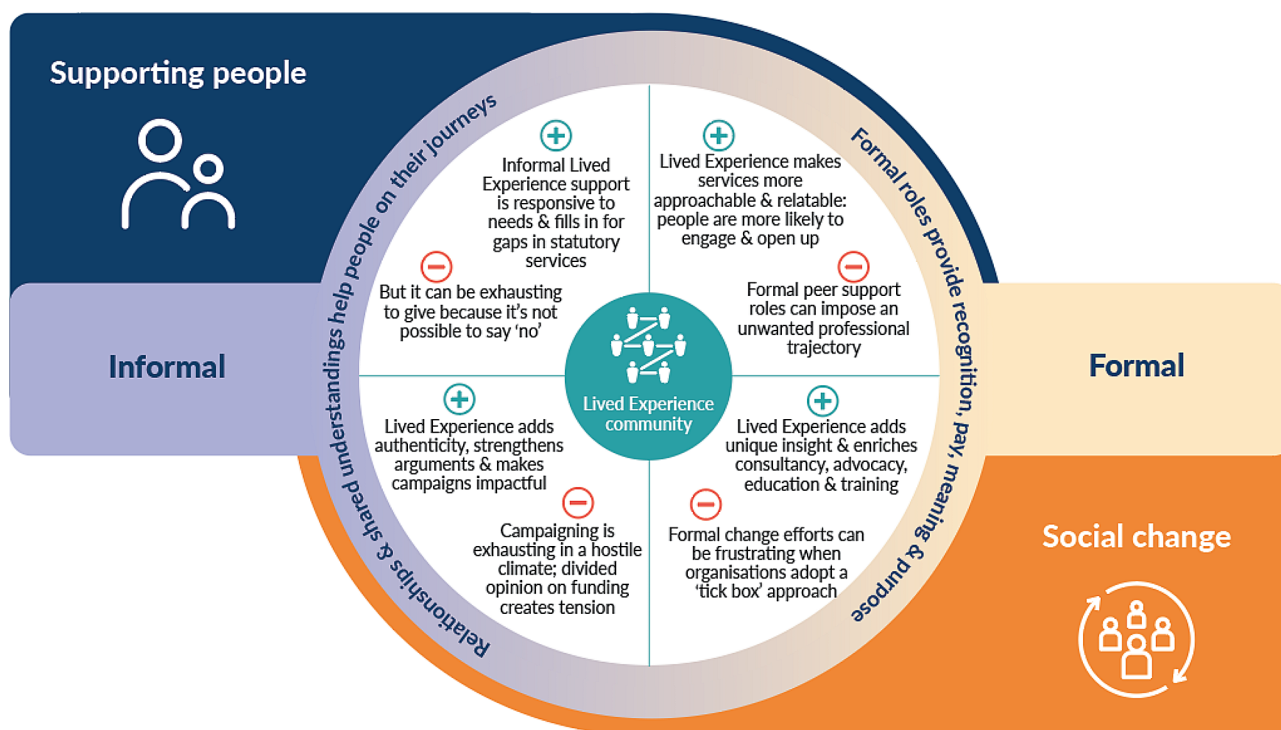 Supporting people
Relationships & shared understandings help people on their journeys
Formal roles provide recognition, pay, meaning & purpose
Informal Lived
Experience support
is responsive to
needs & fills in for
gaps in statutory
services
But it can be exhausting
to give because it’s not
possible to say ‘no’
Lived Experience makes
services more
approachable & relatable:
people are more likely to
engage & open up
Formal peer support
roles can impose an
unwanted professional
trajectory
Informal
Formal
Lived Experience
community
Lived Experience adds
authenticity, strengthens
arguments & makes
campaigns impactful
Campaigning is
exhausting in a hostile
climate; divided
opinion on funding
creates tension
Lived Experience adds
unique insight & enriches
consultancy, advocacy,
education & training
Formal change efforts can
be frustrating when
organisations adopt a
‘tick box’ approach
Social change